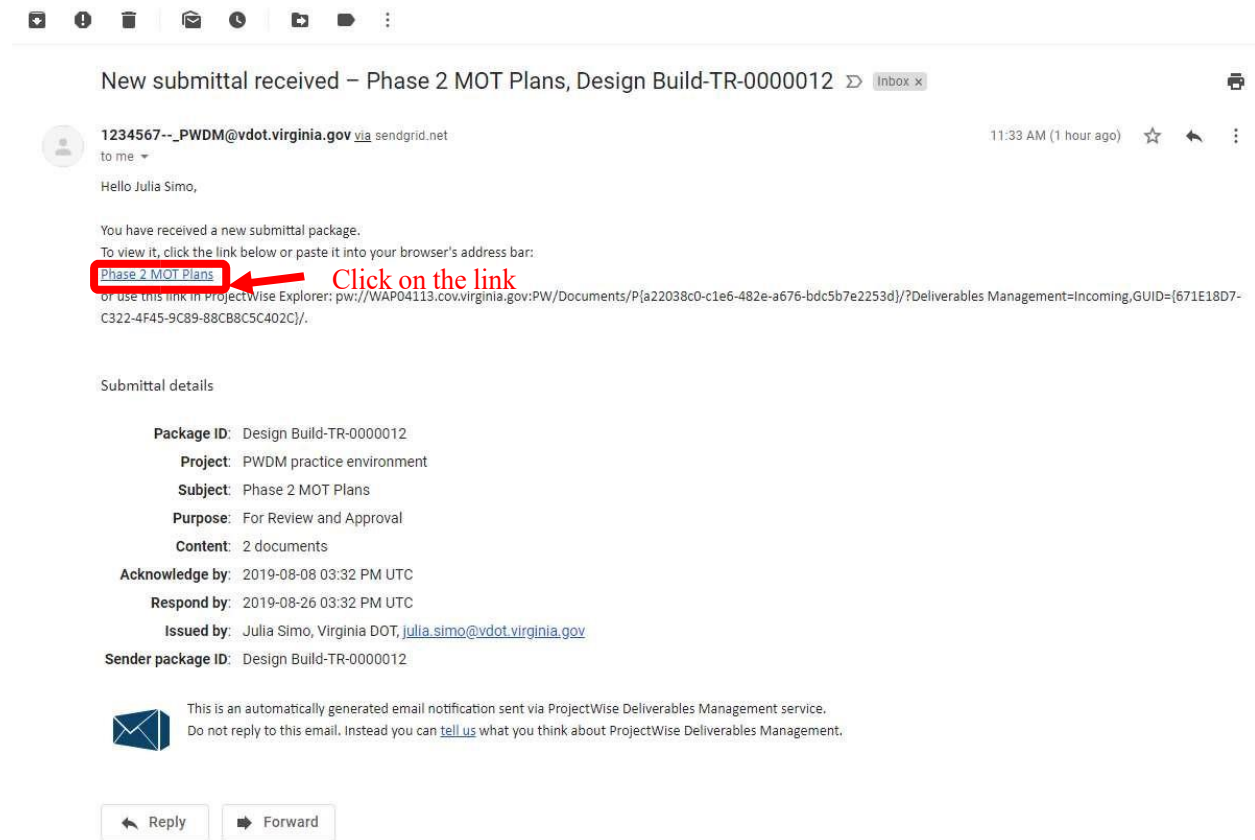 New submittal received – Phase 2 MOT Plans, Design Build-TR-0000012 Inbox x
1234567--_PWDM@vdot.virginia.gov via sendgrid.net 11:33 AM (1 hour ago)
to me
Hello Julia Simo,
You have received a new submittal package.
To view it, click the link below or paste it into your browser's address bar:
Phase 2 MOT Plans
Click on the link
or use this link in ProjectWise Explorer: pw://WAP04113.cov.virginia.gov:PW/Documents/P{a22038c0-c1e6-482e-a676-bdc5b7e2253d}/?Deliverables Management=Incoming,GUID={671E18D7-
C322-4F45-9C89-88CB8C5C402C}/.
Submittal details
Package ID: Design Build-TR-0000012
Project: PWDM practice environment
Subject: Phase 2 MOT Plans
Purpose: For Review and Approval
Content: 2 documents
Acknowledge by: 2019-08-08 03:32 PM UTC
Respond by: 2019-08-26 03:32 PM UTC
Issued by: Julia Simo, Virginia DOT, julia.simo@vdot.virginia.gov
Sender package ID: Design Build-TR-0000012
This is an automatically generated email notification sent via ProjectWise Deliverables Management service.
Do not reply to this email. Instead you can tell us what you think about ProjectWise Deliverables Management.
Reply Forward